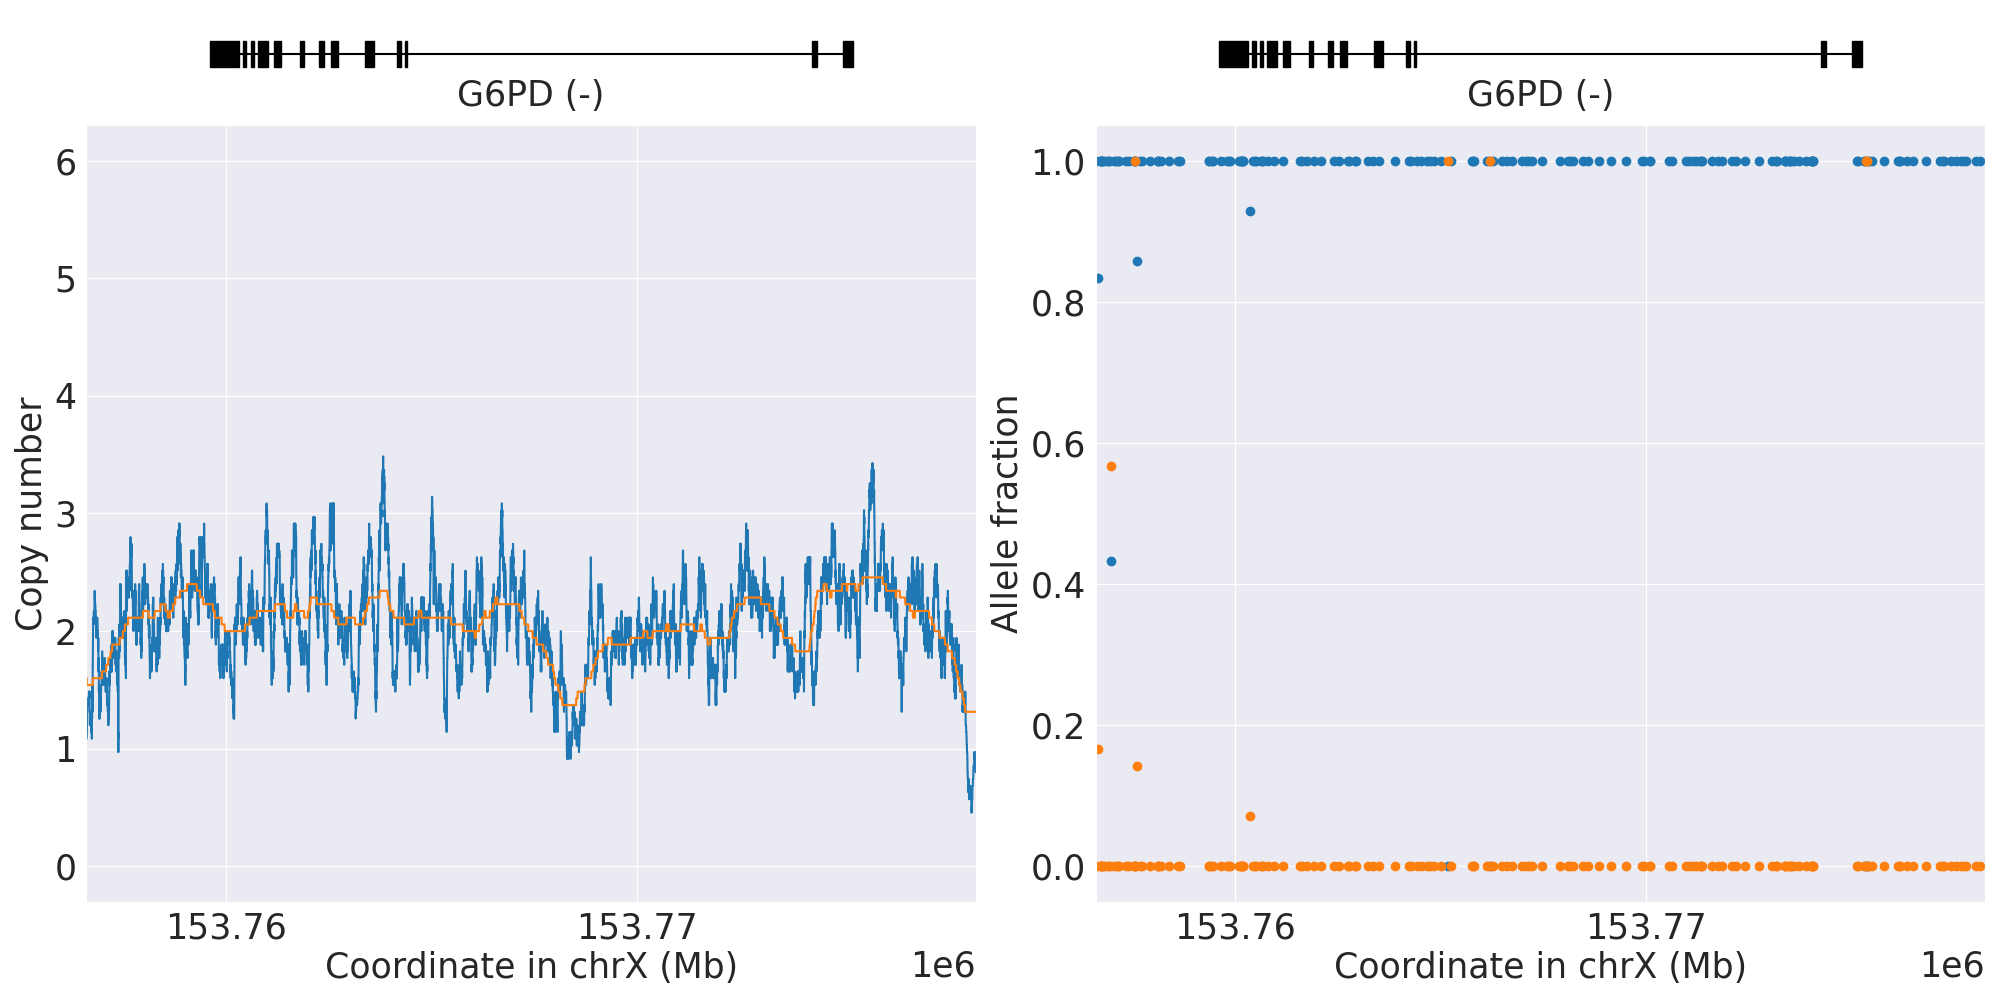 G6PD (-)
6
5
4
3
2
1
0
Copy number
153.76
153.77
Coordinate in chrX (Mb)
1e6
G6PD (-)
1.0
0.8
0.6
0.4
0.2
0.0
Allele fraction
153.76
153.77
Coordinate in chrX (Mb)
1e6